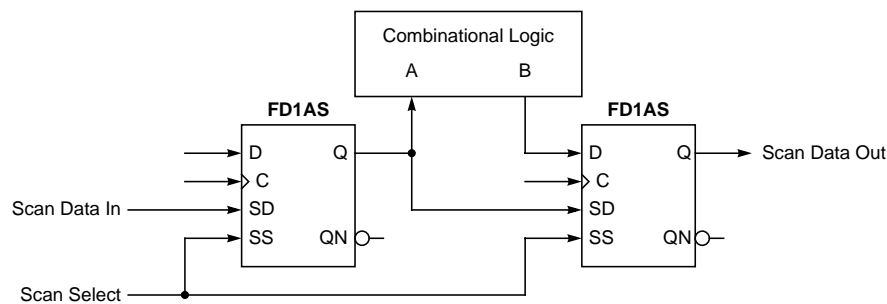 Combinational Logic
A B
FD1AS FD1AS
D Q D Q Scan Data Out
C C
Scan Data In SD SD
SS QN SS QN
Scan Select